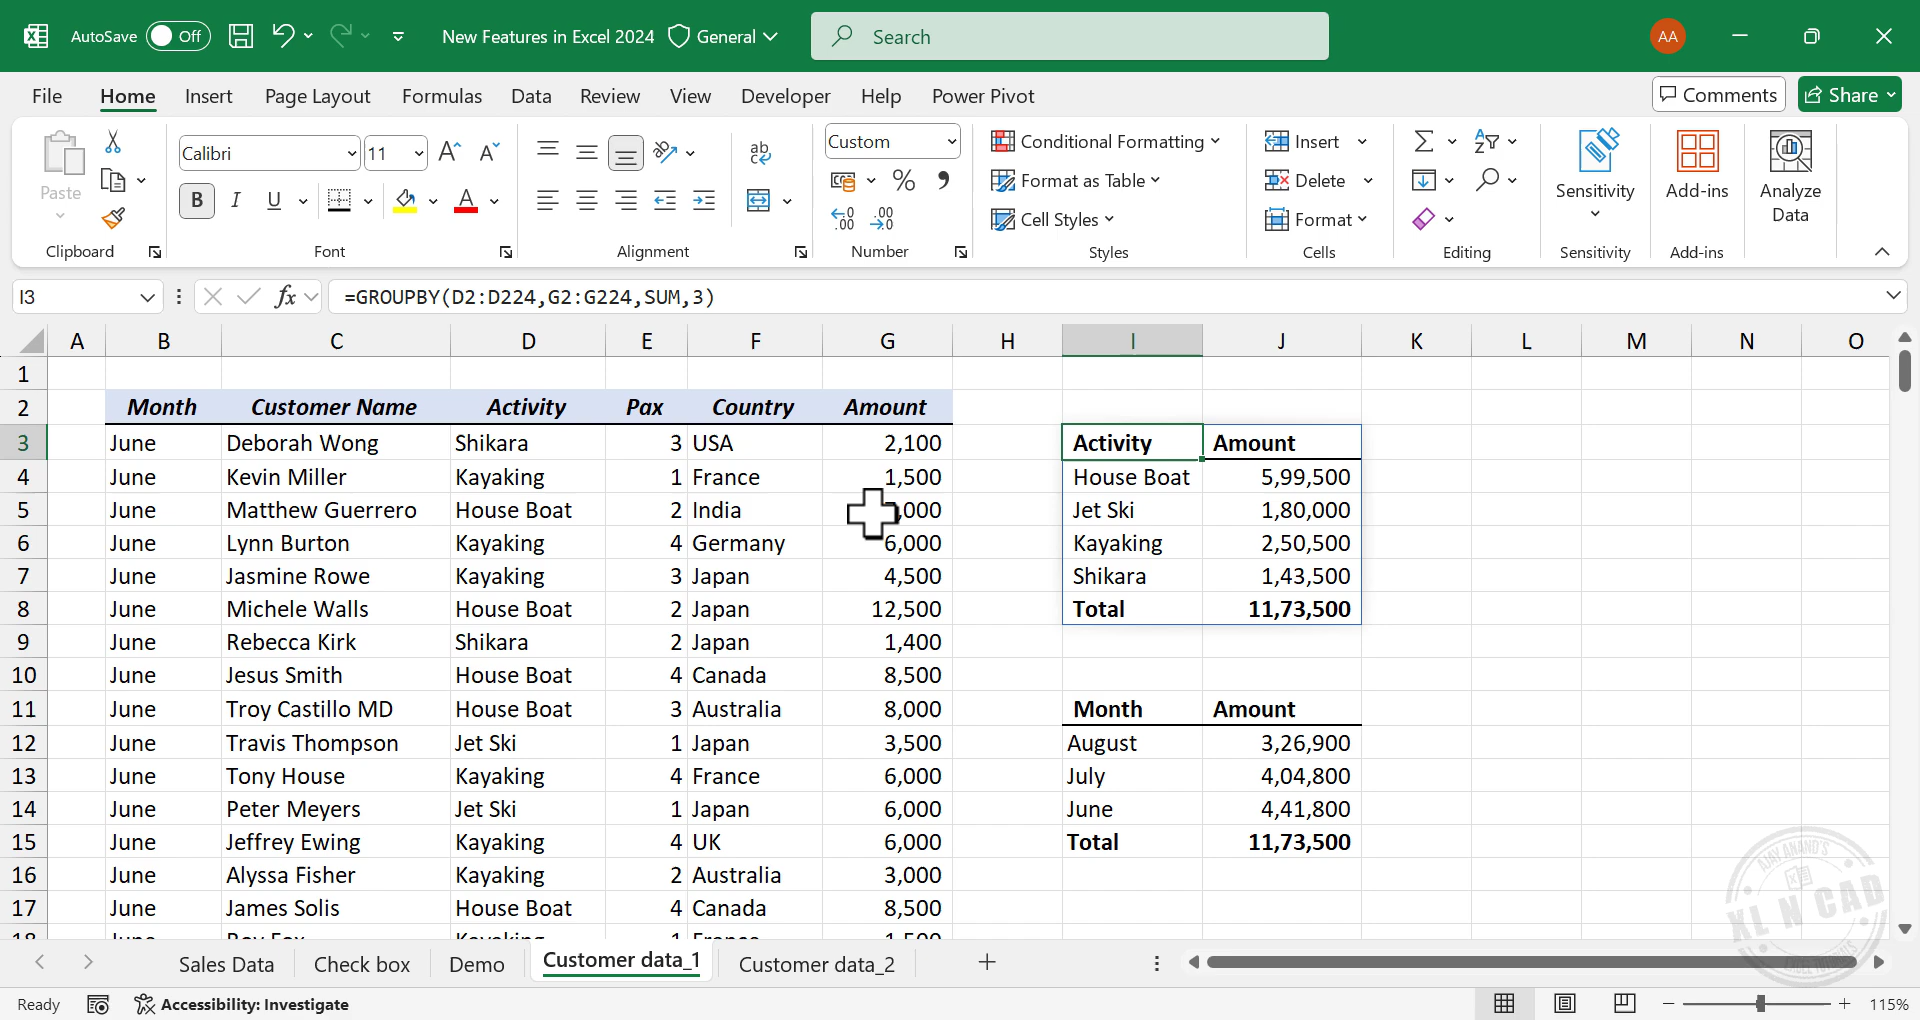 AutoSave Off New Features in Excel 2024 General Search AA
File Home Insert Page Layout Formulas Data Review View Developer Help Power Pivot Comments Share
Paste
Clipboard
Calibri 11
B I U
Font
ab
Alignment
Custom
Number
Conditional Formatting
Format as Table
Cell Styles
Styles
Insert
Delete
Format
Cells
Editing
Sensitivity
Sensitivity
Add-ins
Add-ins
Analyze
Data
I3 fx =GROUPBY(D2:D224,G2:G224,SUM,3)
A B C D E F G H I J K L M N O
1
2 Month Customer Name Activity Pax Country Amount
3 June Deborah Wong Shikara 3 USA 2,100 Activity Amount
4 June Kevin Miller Kayaking 1 France 1,500 House Boat 5,99,500
5 June Matthew Guerrero House Boat 2 India ,000 Jet Ski 1,80,000
6 June Lynn Burton Kayaking 4 Germany 6,000 Kayaking 2,50,500
7 June Jasmine Rowe Kayaking 3 Japan 4,500 Shikara 1,43,500
8 June Michele Walls House Boat 2 Japan 12,500 Total 11,73,500
9 June Rebecca Kirk Shikara 2 Japan 1,400
10 June Jesus Smith House Boat 4 Canada 8,500
11 June Troy Castillo MD House Boat 3 Australia 8,000 Month Amount
12 June Travis Thompson Jet Ski 1 Japan 3,500 August 3,26,900
13 June Tony House Kayaking 4 France 6,000 July 4,04,800
14 June Peter Meyers Jet Ski 1 Japan 6,000 June 4,41,800
15 June Jeffrey Ewing Kayaking 4 UK 6,000 Total 11,73,500
16 June Alyssa Fisher Kayaking 2 Australia 3,000
17 June James Solis House Boat 4 Canada 8,500
AJAY ANAND'S
XL N CAD
Sales Data Check box Demo Customer data_1 Customer data_2
Ready Accessibility: Investigate 115%